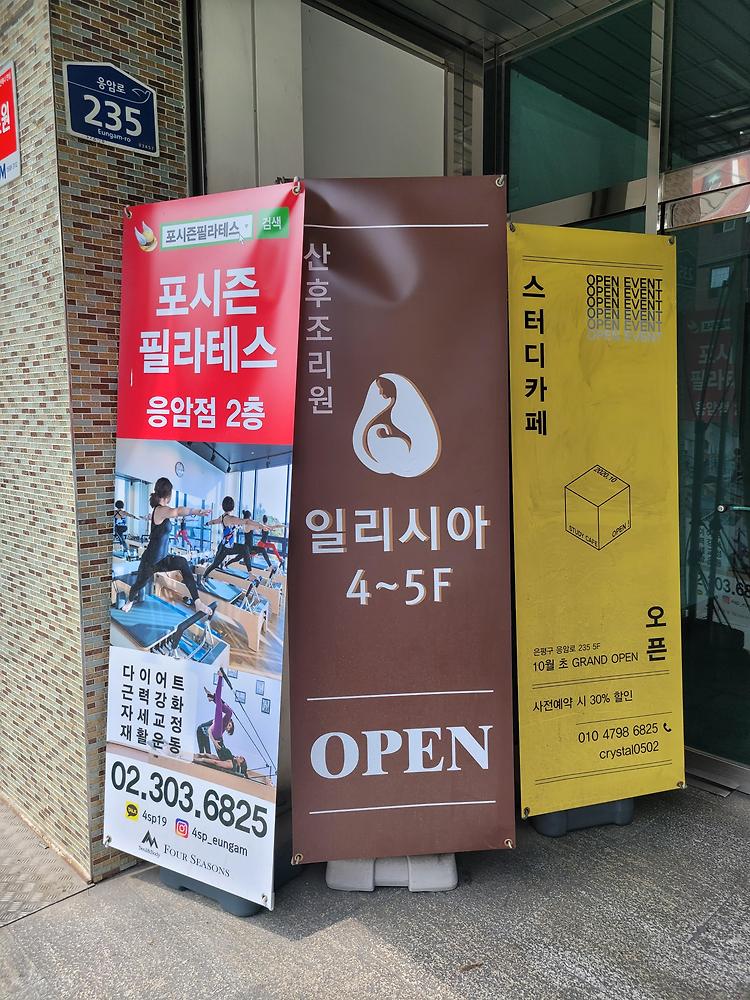 응암로
235
Eungam-ro
포시즌필라테스
검색
포시즌
필라테스
응암점 2층
다이어트
근력강화
자세교정
재활운동
02.303.6825
TALK
4sp19
4sp_eungam
FOUR SEASONS
산후조리원
일리시아
4~5F
OPEN
스터디카페
OPEN EVENT
OPEN EVENT
OPEN EVENT
OPEN EVENT
OPEN EVENT
2020.10
STUDY CAFE
OPEN !
오픈
은평구 응암로 235 5F
10월 초 GRAND OPEN
사전예약 시 30% 할인
010 4798 6825
crystal0502
원